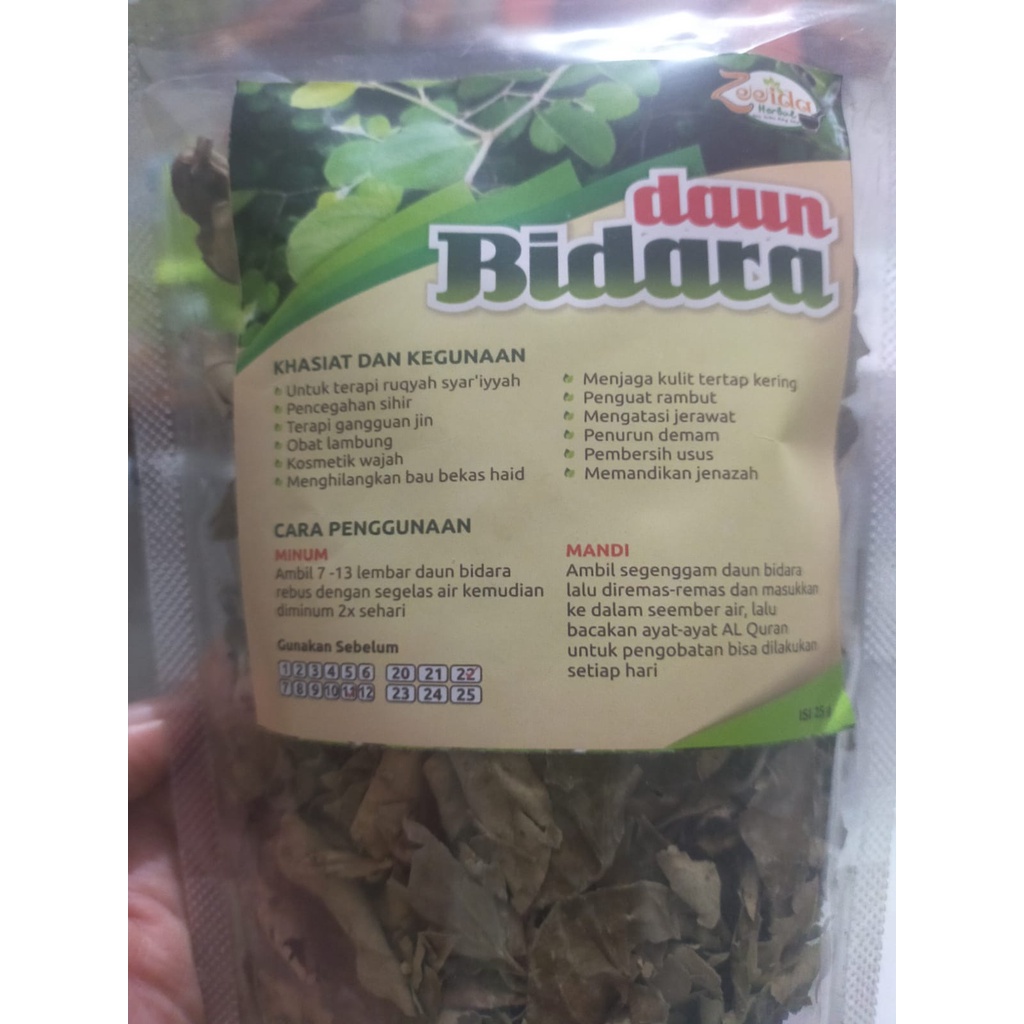 Zeeida
Herbal
daun
Bidara
KHASIAT DAN KEGUNAAN
Untuk terapi ruqyah syar'iyyah
Pencegahan sihir
Terapi gangguan jin
Obat lambung
Kosmetik wajah
Menghilangkan bau bekas haid
Menjaga kulit tertap kering
Penguat rambut
Mengatasi jerawat
Penurun demam
Pembersih usus
Memandikan jenazah
CARA PENGGUNAAN
MINUM
Ambil 7 -13 lembar daun bidara
rebus dengan segelas air kemudian
diminum 2x sehari
MANDI
Ambil segenggam daun bidara
lalu diremas-remas dan masukkan
ke dalam seember air, lalu
bacakan ayat-ayat AL Quran
untuk pengobatan bisa dilakukan
setiap hari
Gunakan Sebelum
1 2 3 4 5 6 20 21 22
7 8 9 10 11 12 23 24 25
ISI 25